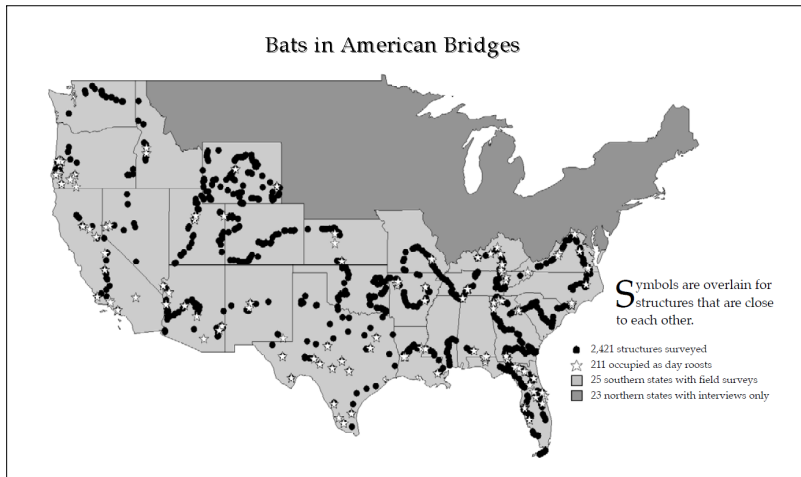 Bats in American Bridges
Symbols are overlain for
structures that are close
to each other.
2,421 structures surveyed
211 occupied as day roosts
25 southern states with field surveys
23 northern states with interviews only